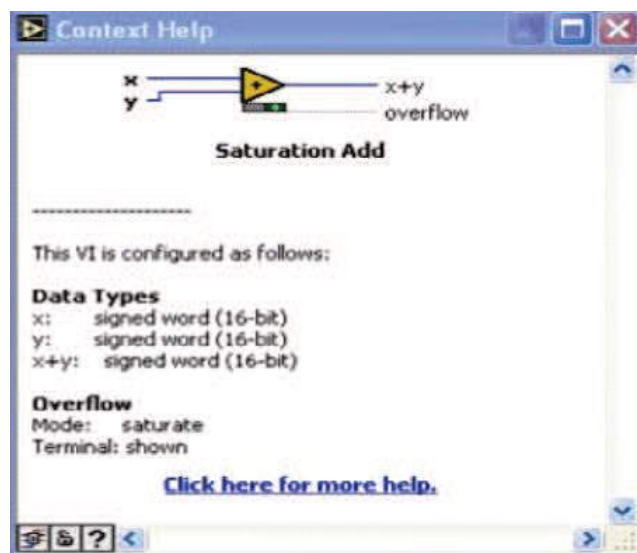 Context Help
x
x+y
y
overflow
Saturation Add
--------------------
This VI is configured as follows:
Data Types
x: signed word (16-bit)
y: signed word (16-bit)
x+y: signed word (16-bit)
Overflow
Mode: saturate
Terminal: shown
Click here for more help.
?